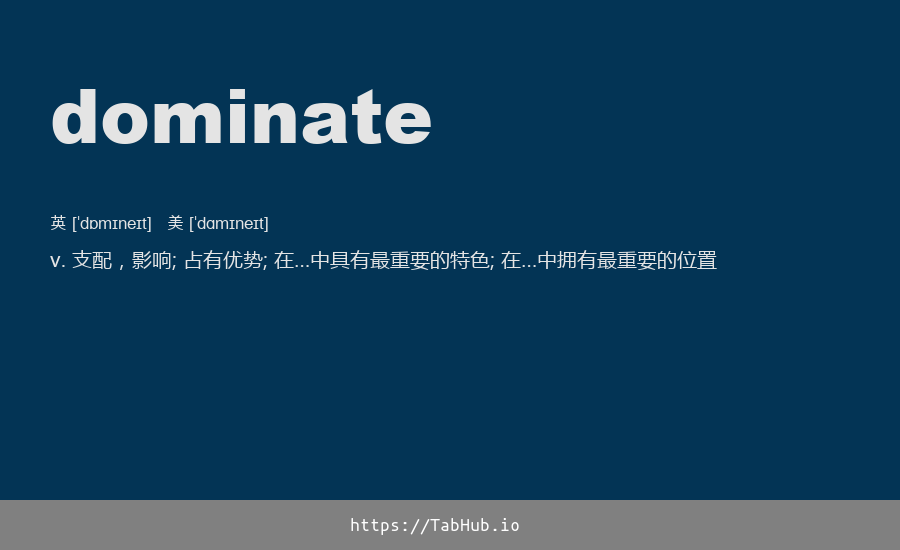 dominate
英 [ˈdɒmɪneɪt] 美 [ˈdɑmɪneɪt]
v. 支配，影响; 占有优势; 在…中具有最重要的特色; 在…中拥有最重要的位置
https://TabHub.io